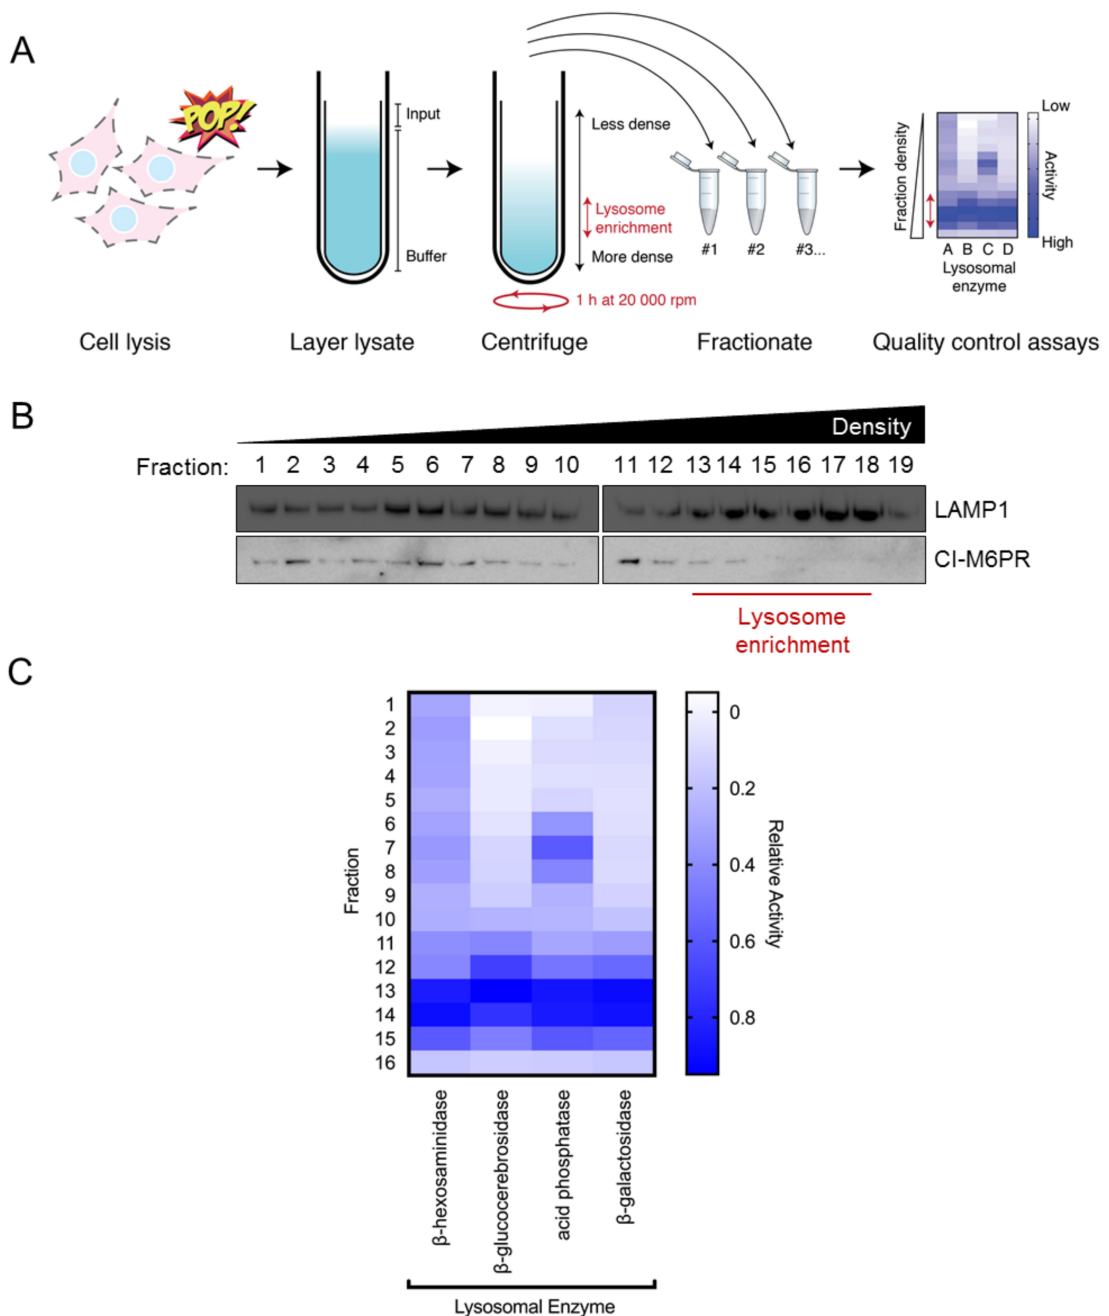 A
POP!
Input
Buffer
Less dense
Lysosome
enrichment
More dense
1 h at 20 000 rpm
#1 #2 #3...
Low
Fraction density
Activity
High
A B C D
Lysosomal
enzyme
Cell lysis
Layer lysate
Centrifuge
Fractionate
Quality control assays
B
Density
Fraction: 1 2 3 4 5 6 7 8 9 10 11 12 13 14 15 16 17 18 19
LAMP1
CI-M6PR
Lysosome
enrichment
C
Fraction
1
2
3
4
5
6
7
8
9
10
11
12
13
14
15
16
0
0.2
0.4
0.6
0.8
Relative Activity
β-hexosaminidase
β-glucocerebrosidase
acid phosphatase
β-galactosidase
Lysosomal Enzyme